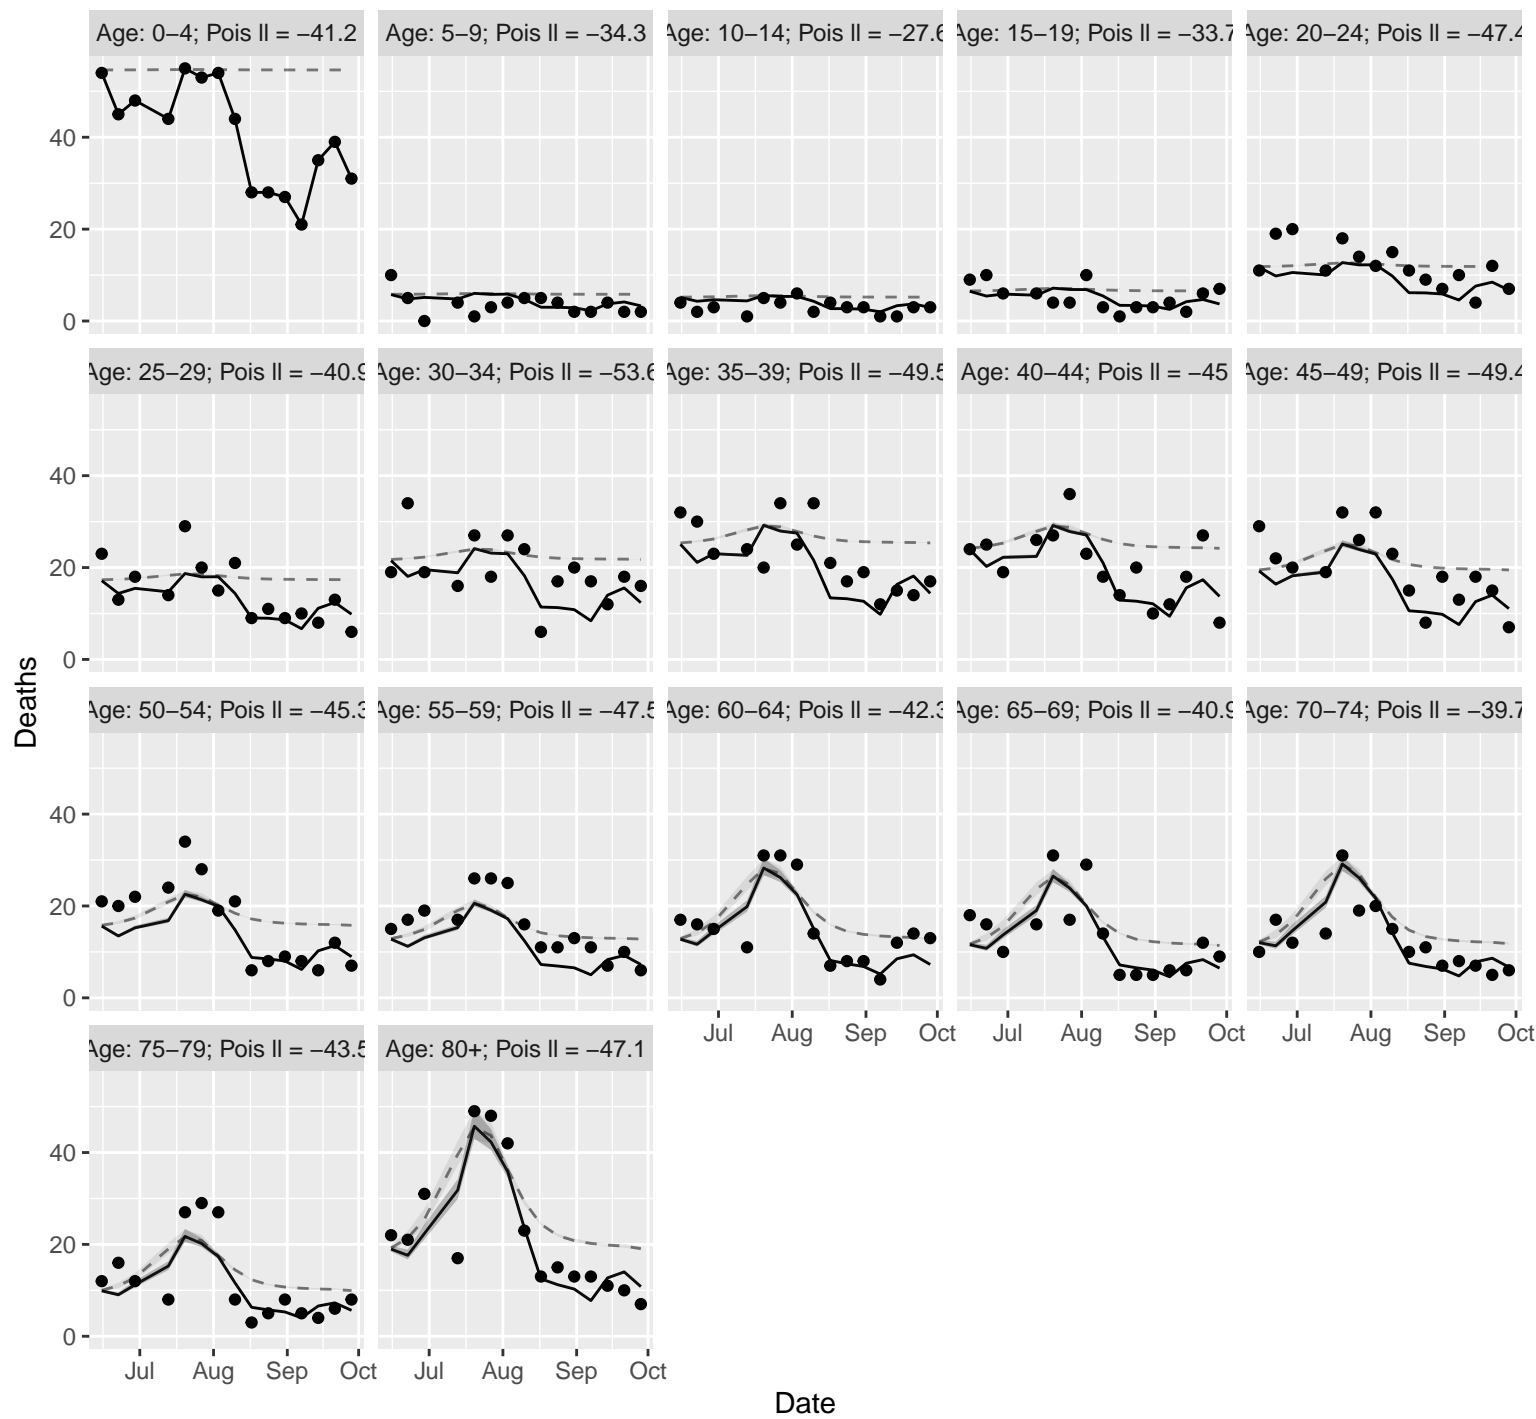 Age: 0−4; Pois ll = −41.2
Age: 5−9; Pois ll = −34.3
Age: 10−14; Pois ll = −27.6
Age: 15−19; Pois ll = −33.7
Age: 20−24; Pois ll = −47.4
40
20
0
Age: 25−29; Pois ll = −40.9
Age: 30−34; Pois ll = −53.6
Age: 35−39; Pois ll = −49.5
Age: 40−44; Pois ll = −45
Age: 45−49; Pois ll = −49.4
40
20
0
Deaths
Age: 50−54; Pois ll = −45.3
Age: 55−59; Pois ll = −47.5
Age: 60−64; Pois ll = −42.3
Age: 65−69; Pois ll = −40.9
Age: 70−74; Pois ll = −39.7
40
20
0
Jul Aug Sep Oct
Jul Aug Sep Oct
Jul Aug Sep Oct
Age: 75−79; Pois ll = −43.5
Age: 80+; Pois ll = −47.1
40
20
0
Jul Aug Sep Oct
Jul Aug Sep Oct
Date